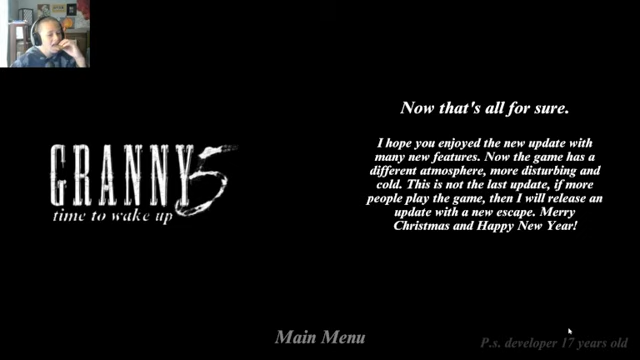 Now that's all for sure.
GRANNY 5
time to wake up
I hope you enjoyed the new update with
many new features. Now the game has a
different atmosphere, more disturbing and
cold. This is not the last update, if more
people play the game, then I will release an
update with a new escape. Merry
Christmas and Happy New Year!
Main Menu
P.s. developer 17 years old